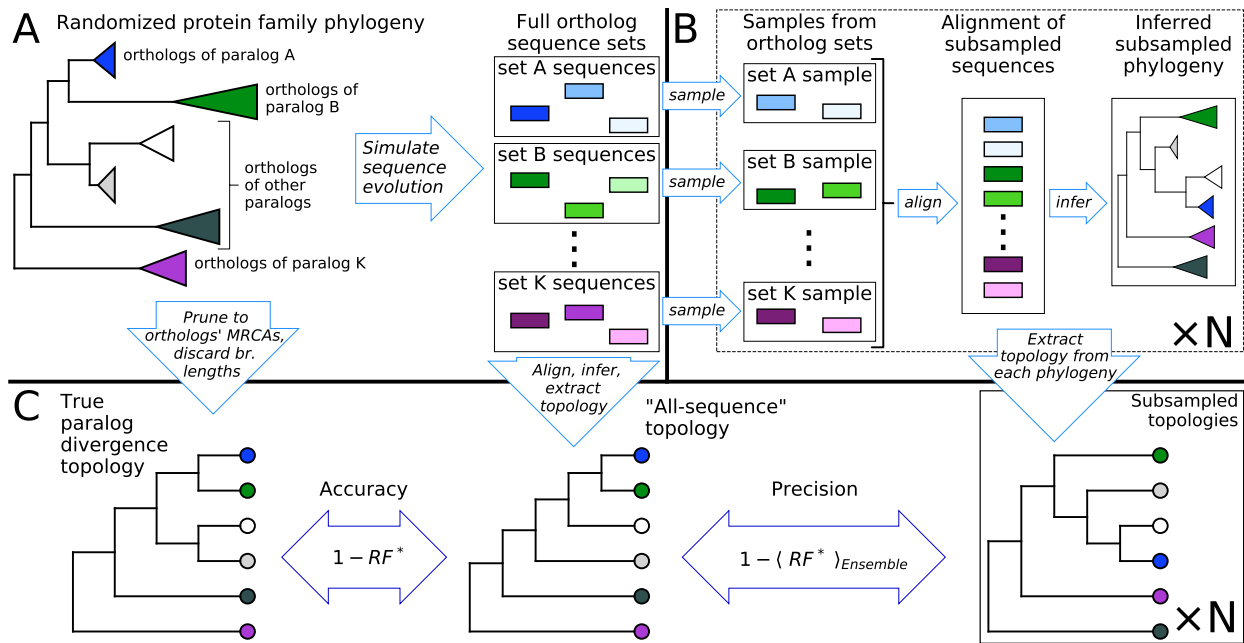 A
Randomized protein family phylogeny
orthologs of paralog A
orthologs of
paralog B
orthologs
of other
paralogs
orthologs of paralog K
Simulate
sequence
evolution
Full ortholog
sequence sets
set A sequences
set B sequences
set K sequences
Prune to
orthologs' MRCAs,
discard br.
lengths
Align, infer,
extract
topology
B
Samples from
ortholog sets
Alignment of
subsampled
sequences
Inferred
subsampled
phylogeny
sample
set A sample
sample
set B sample
sample
set K sample
align
infer
×N
Extract
topology from
each phylogeny
C
True
paralog
divergence
topology
Accuracy
1 − RF*
"All-sequence"
topology
Precision
1 − ⟨ RF* ⟩Ensemble
Subsampled
topologies
×N